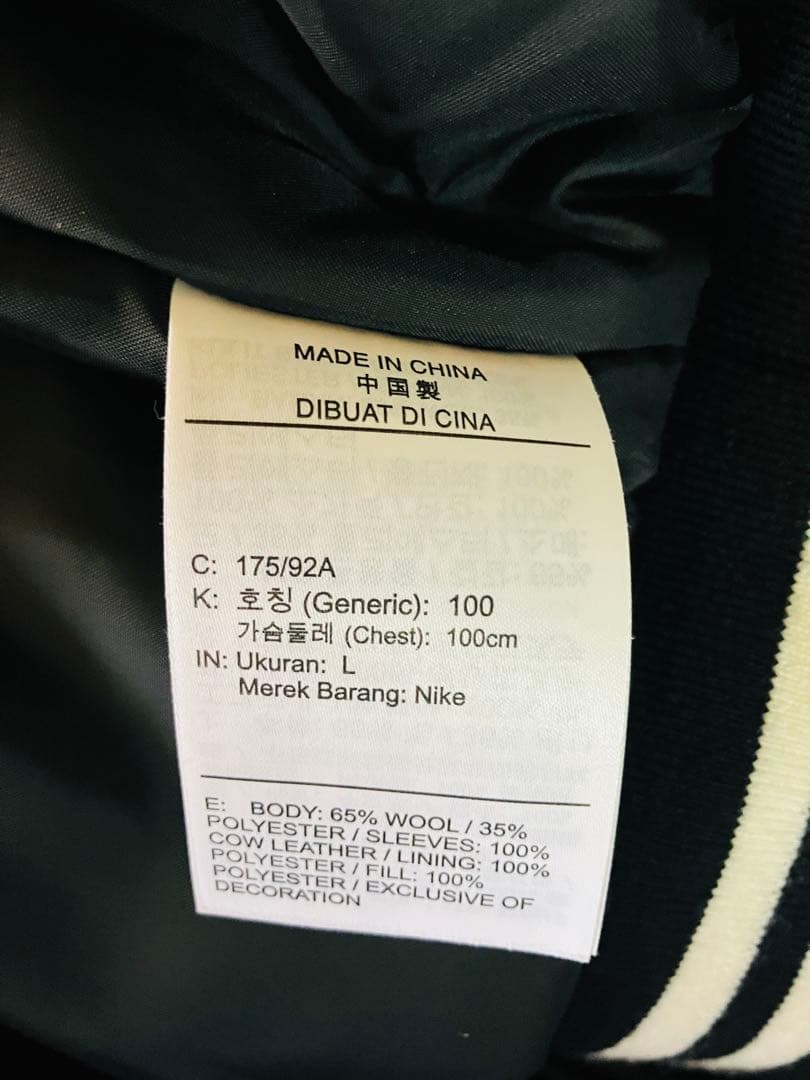 MADE IN CHINA
中国製
DIBUAT DI CINA
C: 175/92A
K: 호칭 (Generic): 100
가슴둘레 (Chest): 100cm
IN: Ukuran: L
Merek Barang: Nike
E: BODY: 65% WOOL / 35%
POLYESTER / SLEEVES: 100%
COW LEATHER / LINING: 100%
POLYESTER / FILL: 100%
POLYESTER / EXCLUSIVE OF
DECORATION